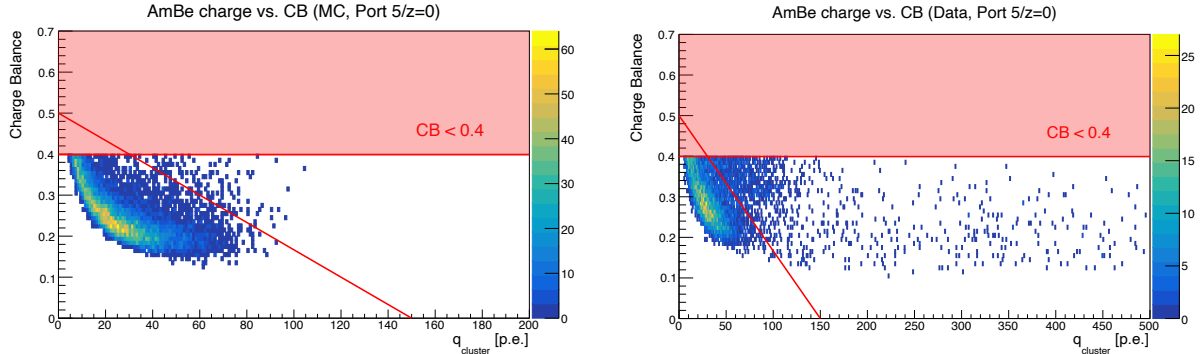 AmBe charge vs. CB (MC, Port 5/z=0)
Charge Balance
0.7
0.6
0.5
0.4
0.3
0.2
0.1
0
CB < 0.4
0 20 40 60 80 100 120 140 160 180 200
q_cluster [p.e.]
60
50
40
30
20
10
0
AmBe charge vs. CB (Data, Port 5/z=0)
Charge Balance
0.7
0.6
0.5
0.4
0.3
0.2
0.1
0
CB < 0.4
0 50 100 150 200 250 300 350 400 450 500
q_cluster [p.e.]
25
20
15
10
5
0